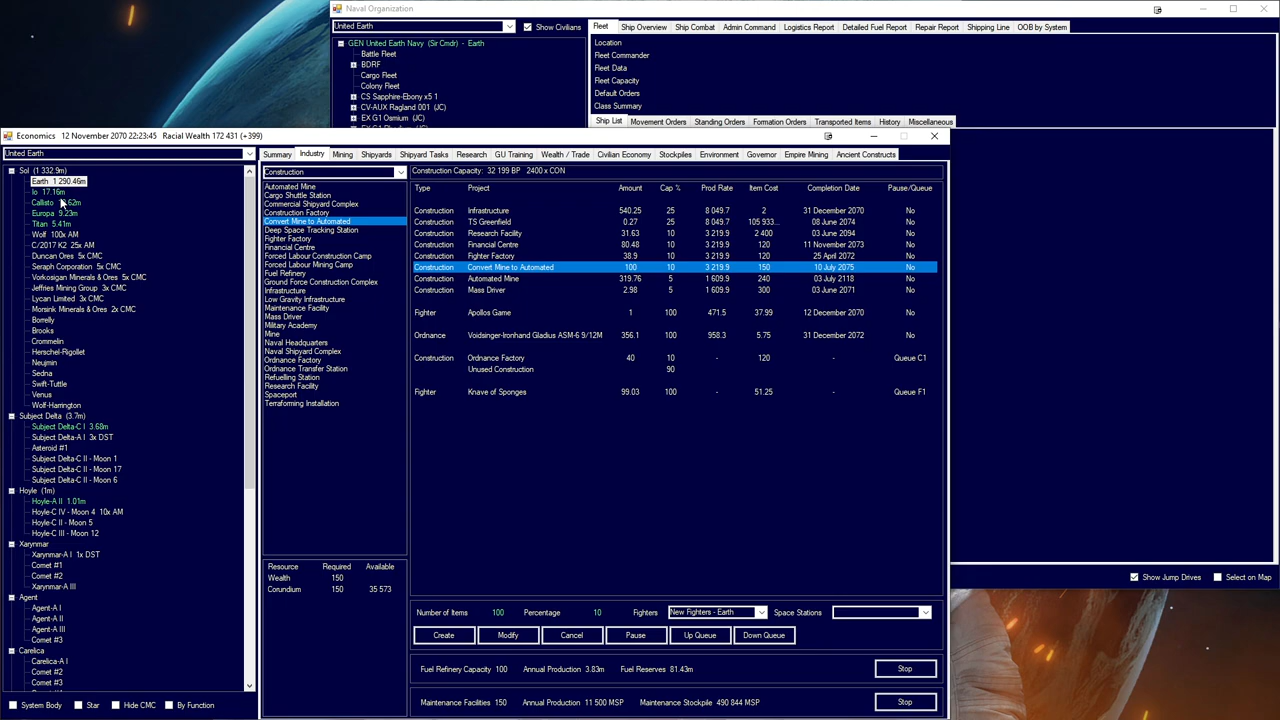 Naval Organization
United Earth
Show Civilians
Fleet Ship Overview Ship Combat Admin Command Logistics Report Detailed Fuel Report Repair Report Shipping Line OOB by System
GEN United Earth Navy (Sir Cmdr) - Earth
Battle Fleet
BDRF
Cargo Fleet
Colony Fleet
CS Sapphire-Ebony x5 1
CV-AUX Ragland 001 (JC)
EX G1 Osmium (JC)
Location
Fleet Commander
Fleet Data
Fleet Capacity
Default Orders
Class Summary
Ship List Movement Orders Standing Orders Formation Orders Transported Items History Miscellaneous
Economics 12 November 2070 22:23:45 Racial Wealth 172 431 (+399)
United Earth
Summary Industry Mining Shipyards Shipyard Tasks Research GU Training Wealth / Trade Civilian Economy Stockpiles Environment Governor Empire Mining Ancient Constructs
Sol (1 332.9m)
Earth 1 290.46m
Io 17.16m
Callisto
Europa 9.23m
Titan 5.41m
Wolf 100x AM
C/2017 K2 25x AM
Duncan Ores 5x CMC
Seraph Corporation 5x CMC
Vorkosigan Minerals & Ores 5x CMC
Jeffries Mining Group 3x CMC
Lycan Limited 3x CMC
Morsink Minerals & Ores 2x CMC
Borrelly
Brooks
Crommelin
Herschel-Rigollet
Neujmin
Sedna
Swift-Tuttle
Venus
Wolf-Harrington
Subject Delta (3.7m)
Subject Delta-C I 3.68m
Subject Delta-A I 3x DST
Asteroid #1
Subject Delta-C II - Moon 1
Subject Delta-C II - Moon 17
Subject Delta-C II - Moon 6
Hoyle (1m)
Hoyle-A II 1.01m
Hoyle-C IV - Moon 4 10x AM
Hoyle-C II - Moon 5
Hoyle-C III - Moon 12
Xarynmar
Xarynmar-A I 1x DST
Comet #1
Comet #2
Xarynmar-A III
Agent
Agent-A I
Agent-A II
Agent-A III
Comet #3
Carelica
Carelica-A I
Comet #2
Comet #3
System Body Star Hide CMC By Function
Construction
Automated Mine
Cargo Shuttle Station
Commercial Shipyard Complex
Construction Factory
Convert Mine to Automated
Deep Space Tracking Station
Fighter Factory
Financial Centre
Forced Labour Construction Camp
Forced Labour Mining Camp
Fuel Refinery
Ground Force Construction Complex
Infrastructure
Low Gravity Infrastructure
Maintenance Facility
Mass Driver
Military Academy
Mine
Naval Headquarters
Naval Shipyard Complex
Ordnance Factory
Ordnance Transfer Station
Refuelling Station
Research Facility
Spaceport
Terraforming Installation
Resource Required Available
Wealth 150
Corundium 150 35 573
Construction Capacity: 32 199 BP 2400 x CON
Type Project Amount Cap % Prod Rate Item Cost Completion Date Pause/Queue
Construction Infrastructure 540.25 25 8 049.7 2 31 December 2070 No
Construction TS Greenfield 0.27 25 8 049.7 105 933... 08 June 2074 No
Construction Research Facility 31.63 10 3 219.9 2 400 03 June 2094 No
Construction Financial Centre 80.48 10 3 219.9 120 11 November 2073 No
Construction Fighter Factory 38.9 10 3 219.9 120 25 April 2072 No
Construction Convert Mine to Automated 100 10 3 219.9 150 10 July 2075 No
Construction Automated Mine 319.76 5 1 609.9 240 03 July 2118 No
Construction Mass Driver 2.98 5 1 609.9 300 03 June 2071 No
Fighter Apollos Game 1 100 471.5 37.99 12 December 2070 No
Ordnance Voidsinger-Ironhand Gladius ASM-6 9/12M 356.1 100 958.3 5.75 31 December 2072 No
Construction Ordnance Factory 40 10 - 120 - Queue C1
Unused Construction 90
Fighter Knave of Sponges 99.03 100 - 51.25 - Queue F1
Number of Items 100 Percentage 10 Fighters New Fighters - Earth Space Stations
Create Modify Cancel Pause Up Queue Down Queue
Fuel Refinery Capacity 100 Annual Production 3.83m Fuel Reserves 81.43m Stop
Maintenance Facilities 150 Annual Production 11 500 MSP Maintenance Stockpile 490 844 MSP Stop
Show Jump Drives Select on Map